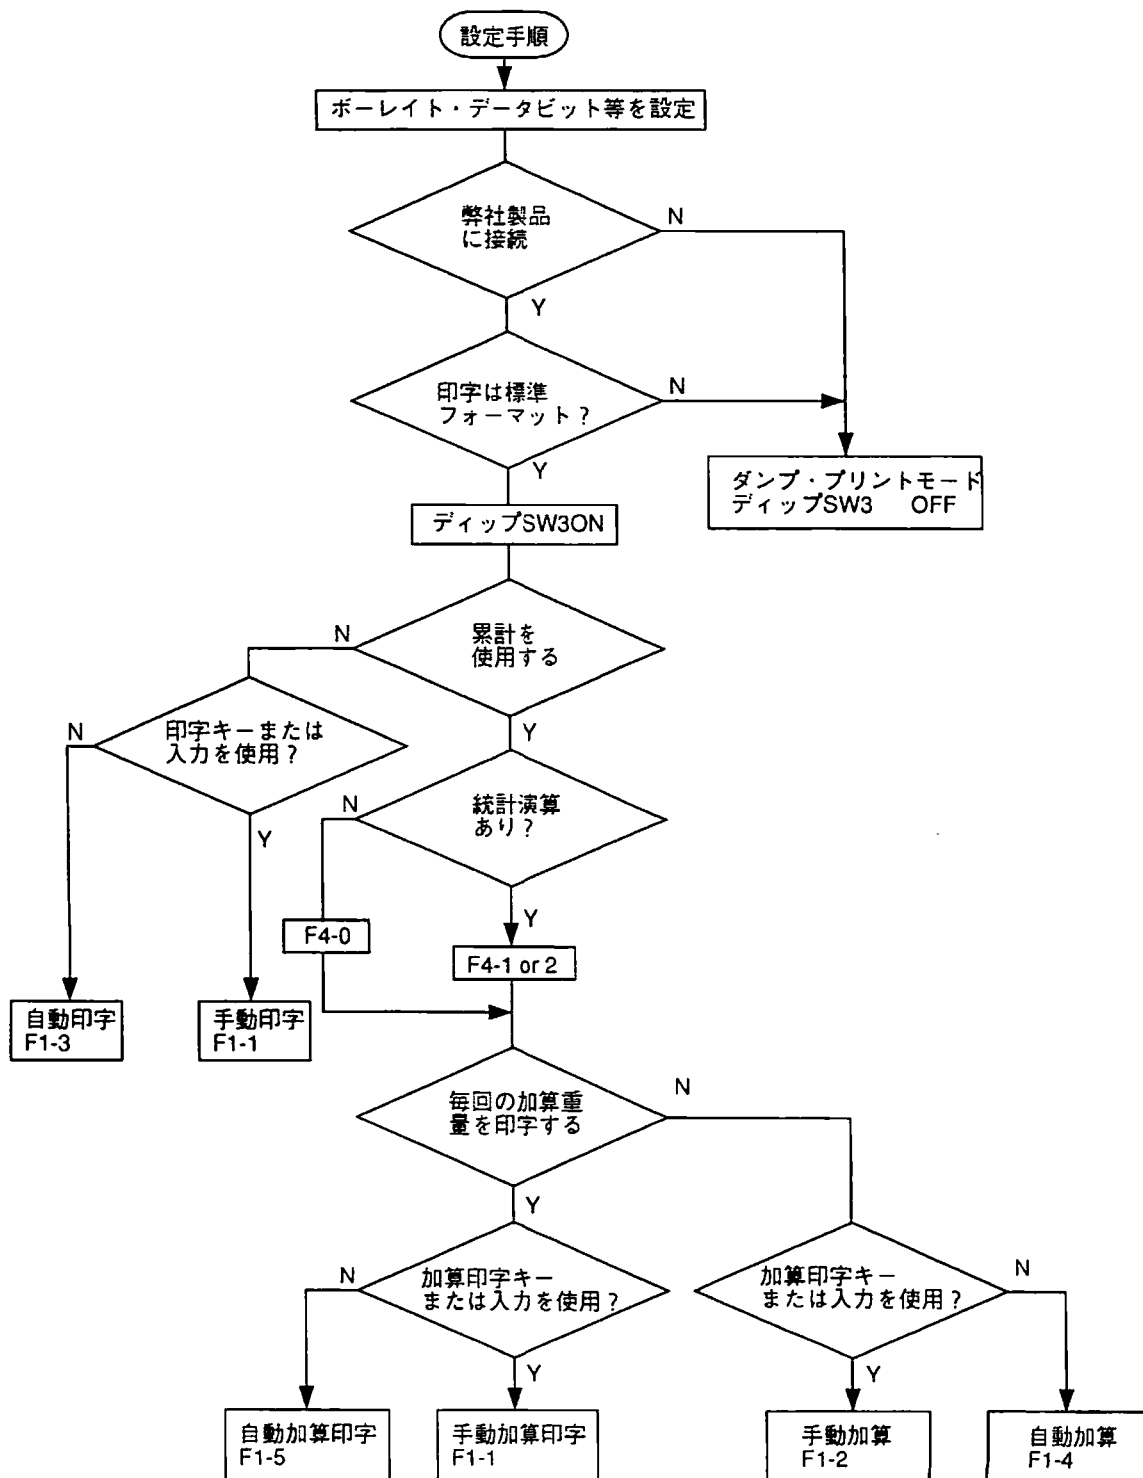 設定手順
ボーレイト・データビット等を設定
弊社製品
に接続
N
Y
印字は標準
フォーマット？
N
Y
ダンプ・プリントモード
ディップSW3 OFF
ディップSW3ON
累計を
使用する
N
Y
印字キーまたは
入力を使用？
N
Y
統計演算
あり？
N
Y
F4-0
F4-1 or 2
自動印字
F1-3
手動印字
F1-1
毎回の加算重
量を印字する
N
Y
加算印字キー
または入力を使用？
N
Y
加算印字キー
または入力を使用？
N
Y
自動加算印字
F1-5
手動加算印字
F1-1
手動加算
F1-2
自動加算
F1-4